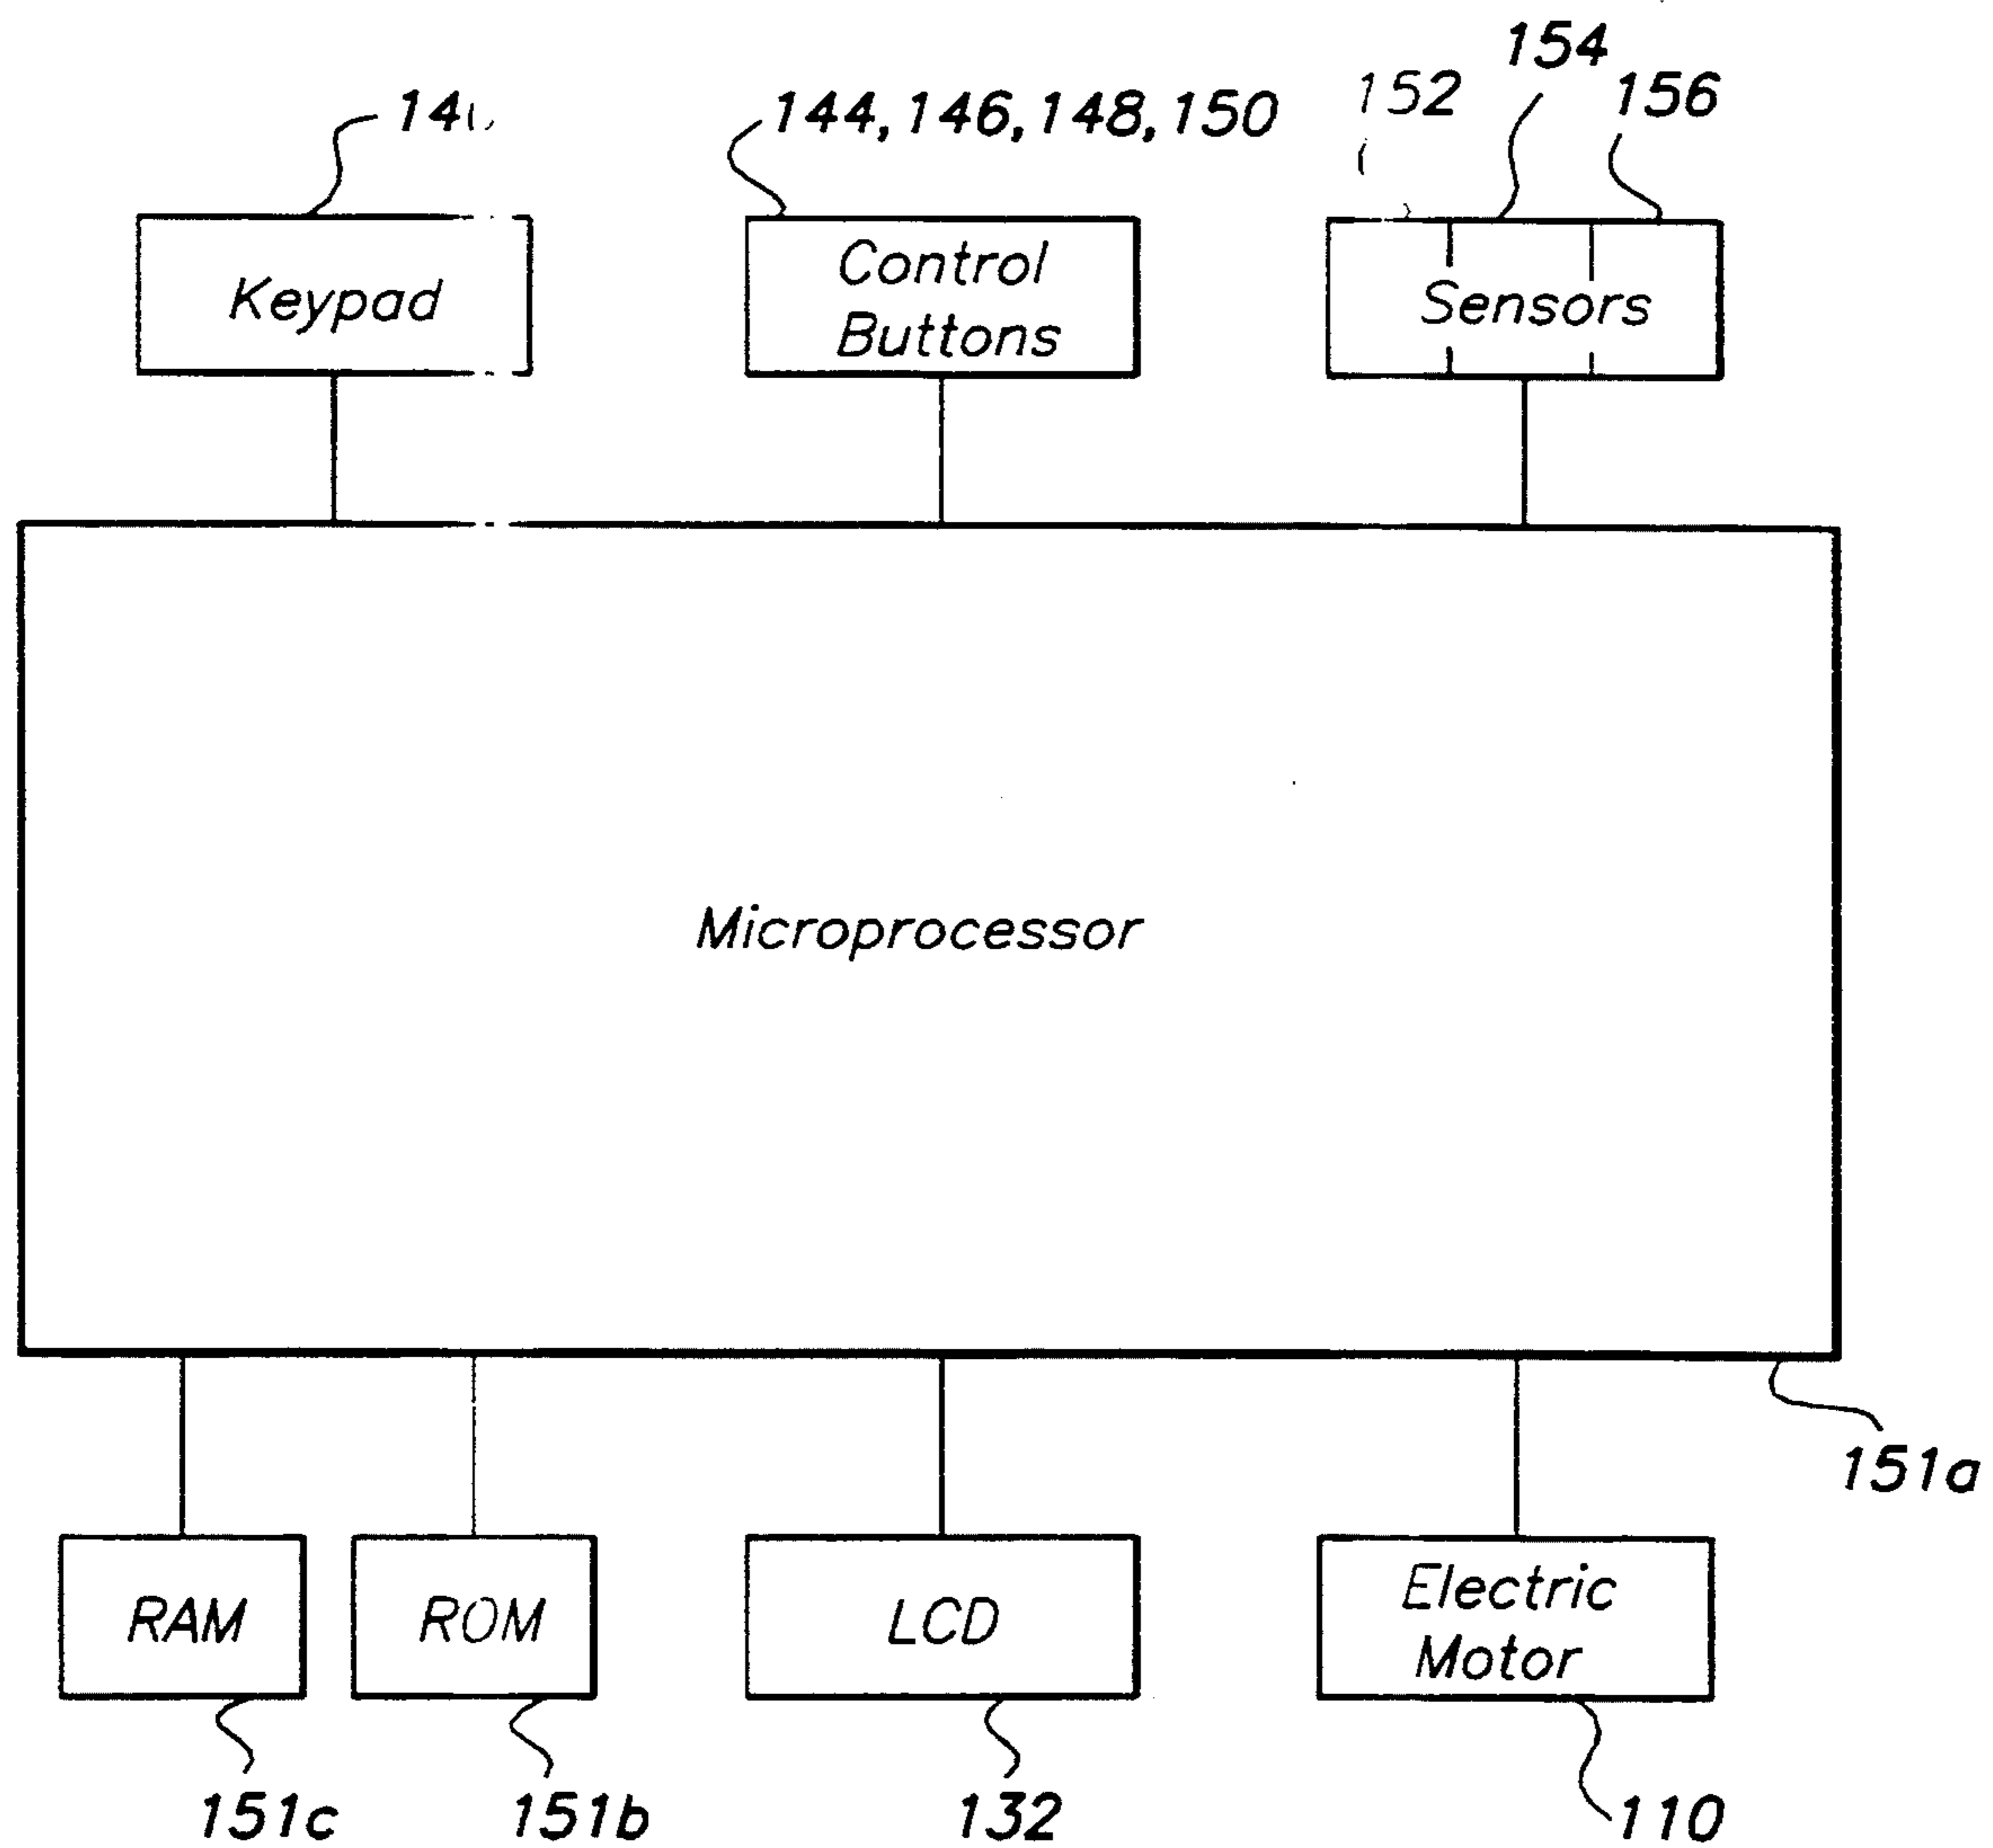 154
152
156
144, 146, 148, 150
Keypad
Control
Buttons
Sensors
Microprocessor
151a
RAM
ROM
LCD
Electric
Motor
151c
151b
132
110